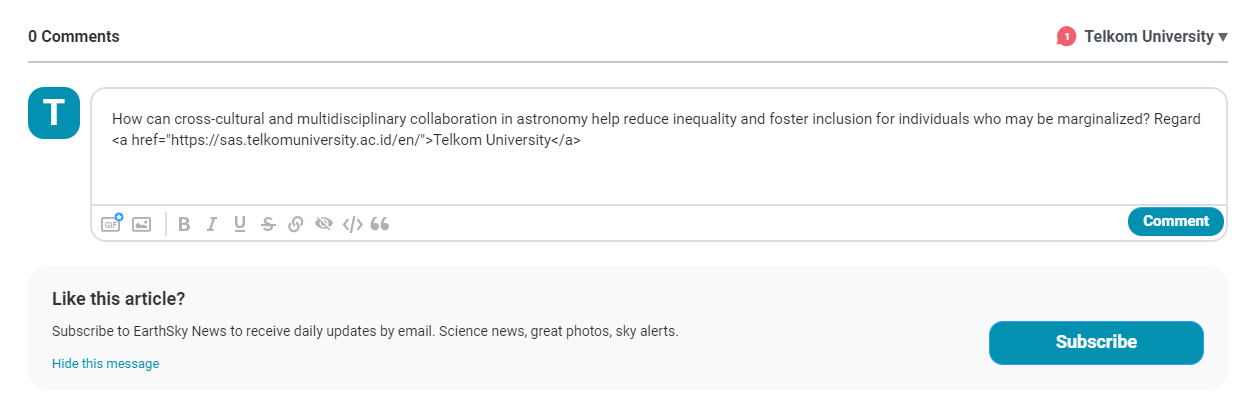 0 Comments
1 Telkom University ▼
T
How can cross-cultural and multidisciplinary collaboration in astronomy help reduce inequality and foster inclusion for individuals who may be marginalized? Regard
<a href="https://sas.telkomuniversity.ac.id/en/">Telkom University</a>
GIF B I U S </>
Comment
Like this article?
Subscribe to EarthSky News to receive daily updates by email. Science news, great photos, sky alerts.
Subscribe
Hide this message